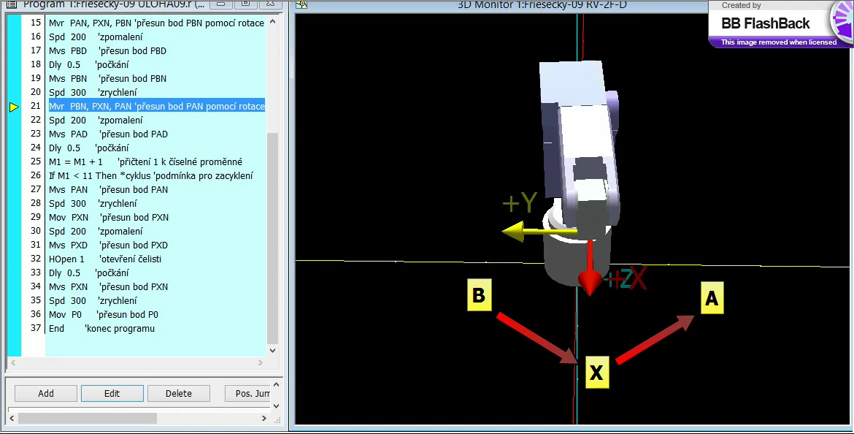 Program 1:Friesecky-09 ULOHA09.r (
3D Monitor 1:Friesecky-09 RV-2F-D
Created by
BB FlashBack
This image removed when licensed
15 Mvr PAN, PXN, PBN 'přesun bod PBN pomocí rotace
16 Spd 200 'zpomalení
17 Mvs PBD 'přesun bod PBD
18 Dly 0.5 'počkání
19 Mvs PBN 'přesun bod PBN
20 Spd 300 'zrychlení
21 Mvr PBN, PXN, PAN 'přesun bod PAN pomocí rotace
22 Spd 200 'zpomalení
23 Mvs PAD 'přesun bod PAD
24 Dly 0.5 'počkání
25 M1 = M1 + 1 'přičtení 1 k číselné proměnné
26 If M1 < 11 Then *cyklus 'podmínka pro zacyklení
27 Mvs PAN 'přesun bod PAN
28 Spd 300 'zrychlení
29 Mov PXN 'přesun bod PXN
30 Spd 200 'zpomalení
31 Mvs PXD 'přesun bod PXD
32 HOpen 1 'otevření čelisti
33 Dly 0.5 'počkání
34 Mvs PXN 'přesun bod PXN
35 Spd 300 'zrychlení
36 Mov P0 'přesun bod P0
37 End 'konec programu
Add Edit Delete Pos. Jum
+Y
+Z +X
B
A
X